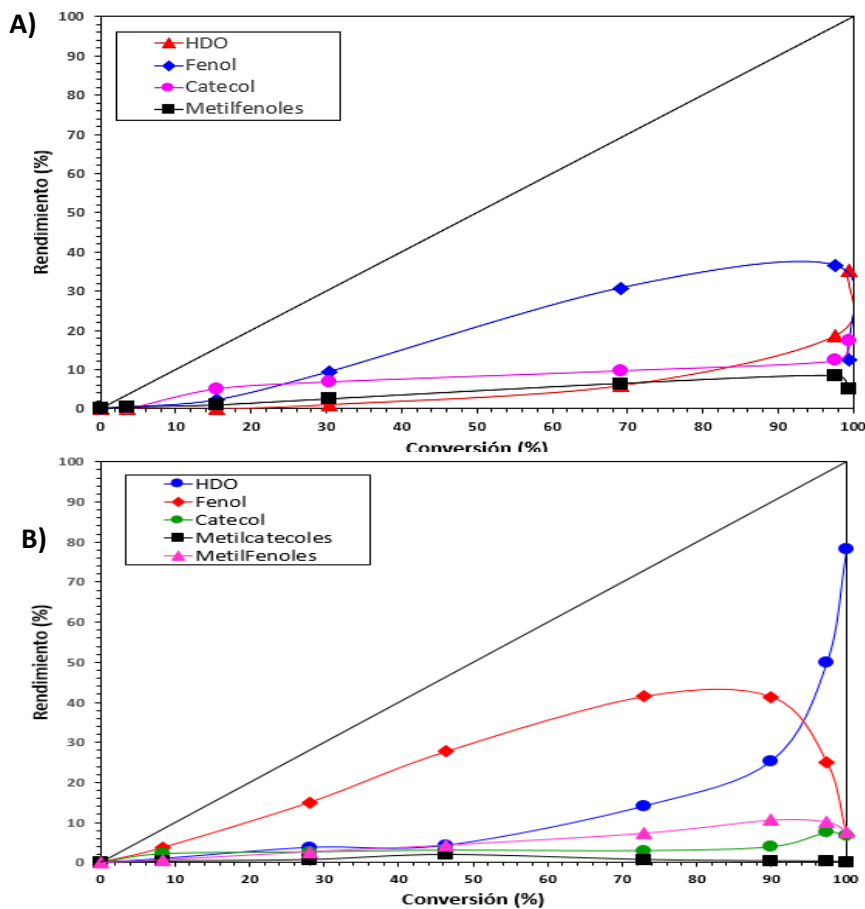 A)
100
90
80
70
60
50
40
30
20
10
0
Rendimiento (%)
HDO
Fenol
Catecol
Metilfenoles
0 10 20 30 40 50 60 70 80 90 100
Conversión (%)
B)
100
90
80
70
60
50
40
30
20
10
0
Rendimiento (%)
HDO
Fenol
Catecol
Metilcatecoles
MetilFenoles
0 10 20 30 40 50 60 70 80 90 100
Conversión (%)